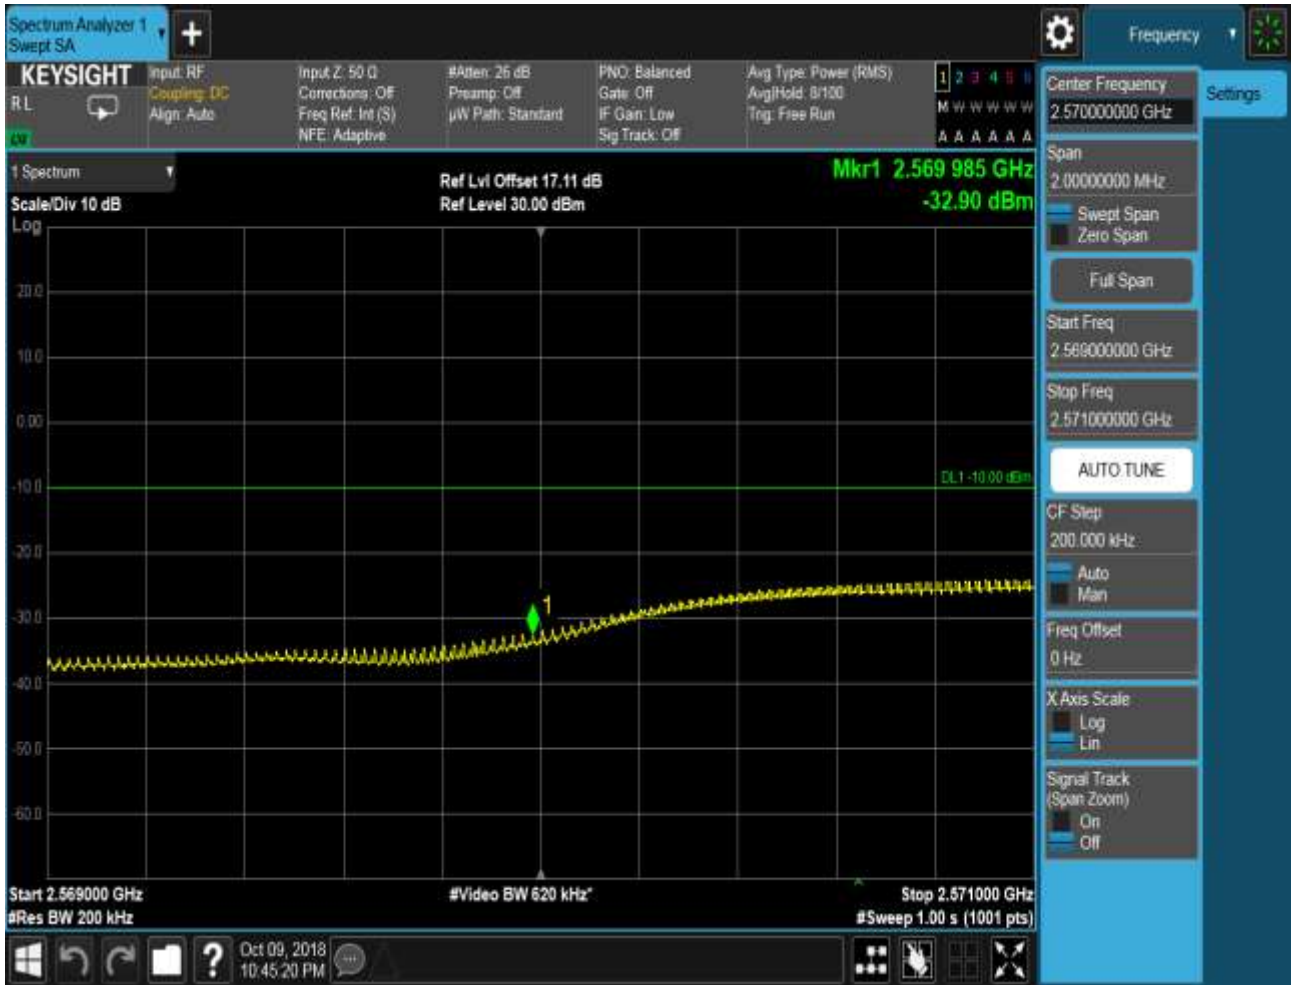 Spectrum Analyzer 1
Swept SA
Frequency
KEYSIGHT
R L
Input: RF
Coupling: DC
Align: Auto
Input Z: 50 Ω
Corrections: Off
Freq Ref: Int (S)
NFE: Adaptive
#Atten: 26 dB
Preamp: Off
µW Path: Standard
PNO: Balanced
Gate: Off
IF Gain: Low
Sig Track: Off
Avg Type: Power (RMS)
Avg|Hold: 8/100
Trig: Free Run
1 2 3 4 5 6
M W W W W W
A A A A A A
1 Spectrum
Scale/Div 10 dB
Ref Lvl Offset 17.11 dB
Ref Level 30.00 dBm
Mkr1 2.569 985 GHz
-32.90 dBm
Log
20.0
10.0
0.00
-10.0
-20.0
-30.0
-40.0
-50.0
-60.0
DL1 -10.00 dBm
1
Start 2.569000 GHz
#Res BW 200 kHz
#Video BW 620 kHz*
Stop 2.571000 GHz
#Sweep 1.00 s (1001 pts)
Center Frequency
2.570000000 GHz
Settings
Span
2.00000000 MHz
Swept Span
Zero Span
Full Span
Start Freq
2.569000000 GHz
Stop Freq
2.571000000 GHz
AUTO TUNE
CF Step
200.000 kHz
Auto
Man
Freq Offset
0 Hz
X Axis Scale
Log
Lin
Signal Track
(Span Zoom)
On
Off
?
Oct 09, 2018
10:45:20 PM